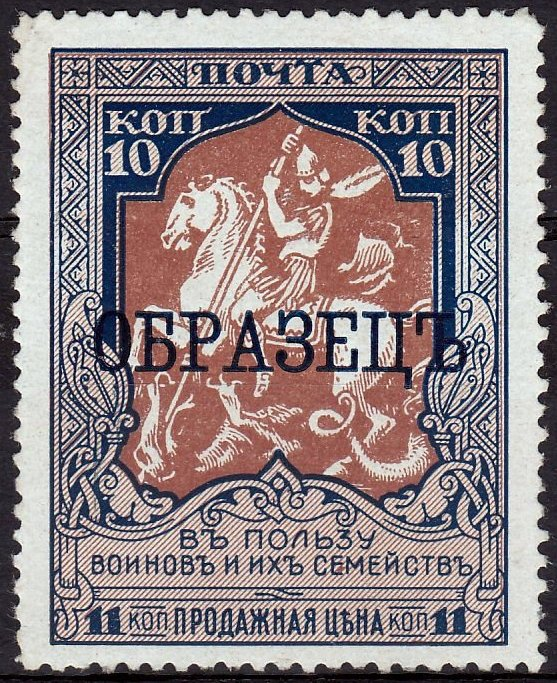 ПОЧТА
КОП КОП
10 10
ОБРАЗЕЦЪ
ВЪ ПОЛЬЗУ
ВОИНОВЪ И ИХЪ СЕМЕЙСТВЪ
11 КОП ПРОДАЖНАЯ ЦѢНА КОП 11